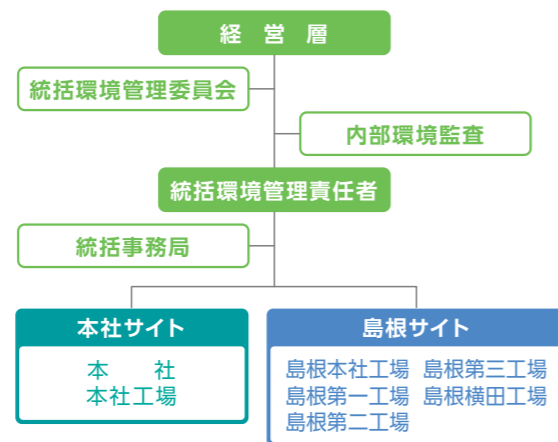 経 営 層
統括環境管理委員会
内部環境監査
統括環境管理責任者
統括事務局
本社サイト
本 社
本社工場
島根サイト
島根本社工場 島根第三工場
島根第一工場 島根横田工場
島根第二工場